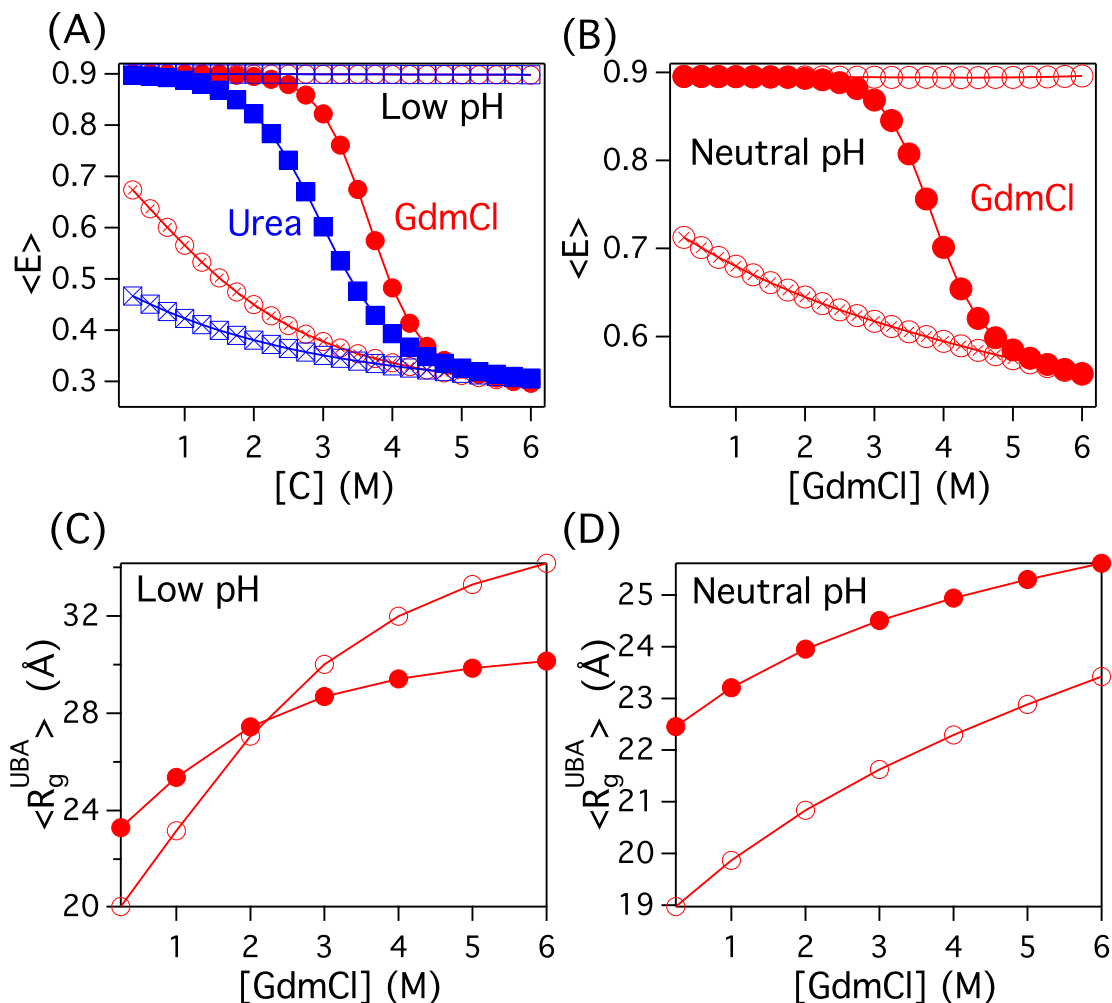 (A)
0.9
0.8
0.7
0.6
0.5
0.4
0.3
<E>
Low pH
Urea
GdmCl
1 2 3 4 5 6
[C] (M)
(B)
0.9
0.8
0.7
0.6
<E>
Neutral pH
GdmCl
1 2 3 4 5 6
[GdmCl] (M)
(C)
Low pH
32
28
24
20
<R_g^UBA> (Å)
1 2 3 4 5 6
[GdmCl] (M)
(D)
Neutral pH
25
24
23
22
21
20
19
<R_g^UBA> (Å)
1 2 3 4 5 6
[GdmCl] (M)